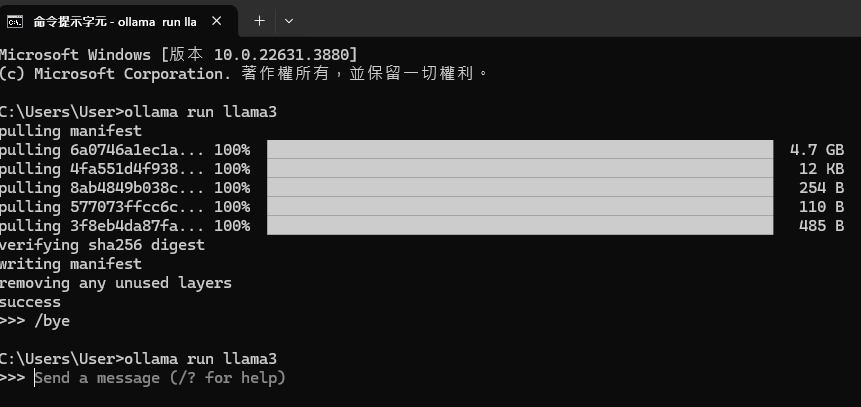 命令提示字元 - ollama run lla
Microsoft Windows [版本 10.0.22631.3880]
(c) Microsoft Corporation. 著作權所有，並保留一切權利。
C:\Users\User>ollama run llama3
pulling manifest
pulling 6a0746a1ec1a... 100% 4.7 GB
pulling 4fa551d4f938... 100% 12 KB
pulling 8ab4849b038c... 100% 254 B
pulling 577073ffcc6c... 100% 110 B
pulling 3f8eb4da87fa... 100% 485 B
verifying sha256 digest
writing manifest
removing any unused layers
success
>>> /bye
C:\Users\User>ollama run llama3
>>> Send a message (/? for help)